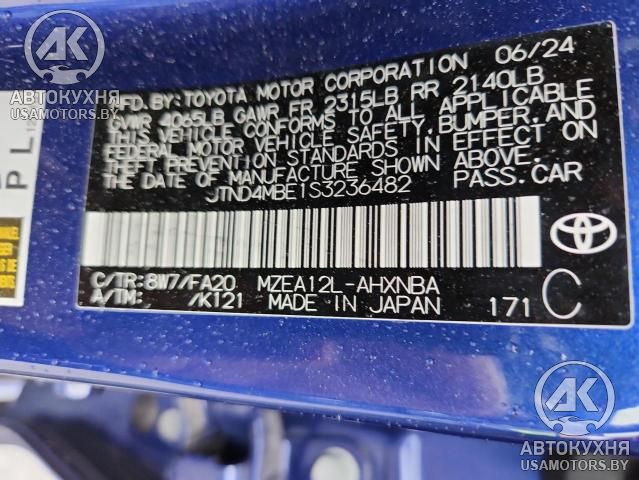 AK
АВТОКУХНЯ
USAMOTORS.BY
P L
MFD. BY: TOYOTA MOTOR CORPORATION 06/24
GVWR 4065LB GAWR FR 2315LB RR 2140LB
THIS VEHICLE CONFORMS TO ALL APPLICABLE
FEDERAL MOTOR VEHICLE SAFETY, BUMPER, AND
THEFT PREVENTION STANDARDS IN EFFECT ON
THE DATE OF MANUFACTURE SHOWN ABOVE.
JTND4MBE1S3236482 PASS. CAR
C/TR: 8W7/FA20 MZEA12L-AHXNBA
A/TM: /K121 MADE IN JAPAN 171 C
AK
АВТОКУХНЯ
USAMOTORS.BY